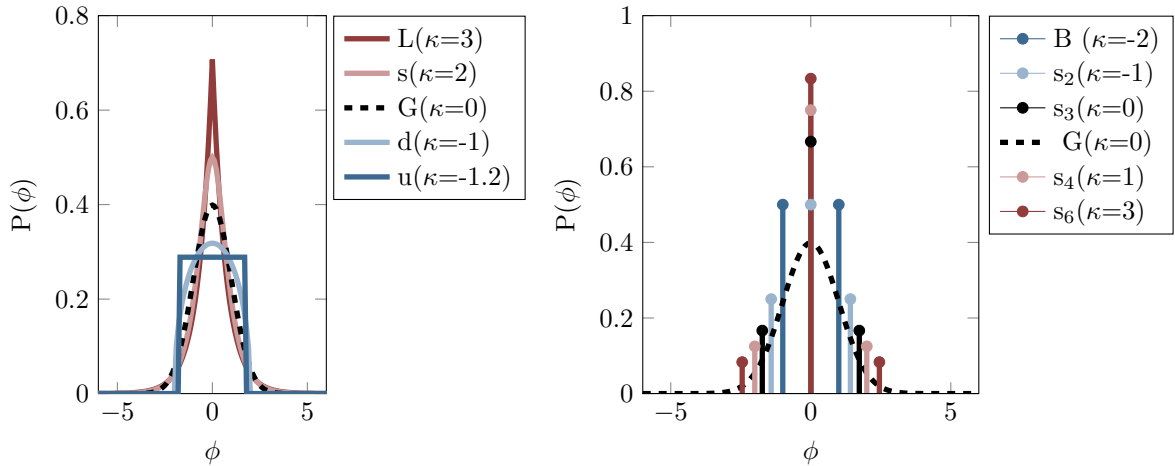 0.8
0.6
0.4
0.2
0
−5
0
5
P(ϕ)
ϕ
L(κ=3)
s(κ=2)
G(κ=0)
d(κ=-1)
u(κ=-1.2)
1
0.8
0.6
0.4
0.2
0
−5
0
5
P(ϕ)
ϕ
B (κ=-2)
s₂(κ=-1)
s₃(κ=0)
G(κ=0)
s₄(κ=1)
s₆(κ=3)